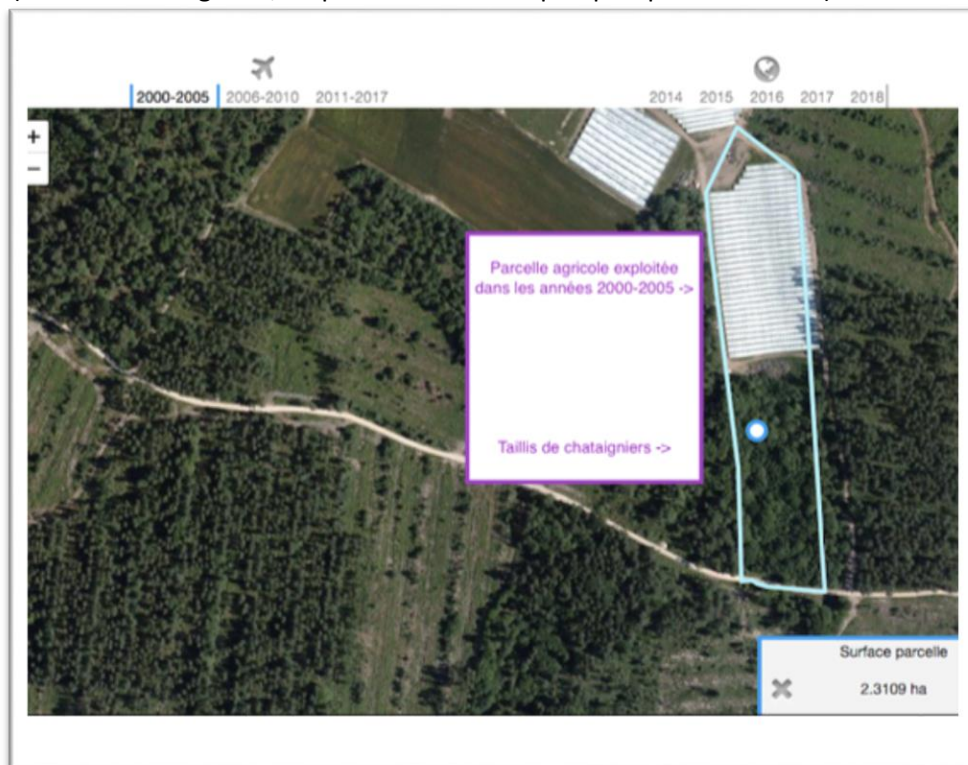 2000-2005 2006-2010 2011-2017 2014 2015 2016 2017 2018
+
−
Parcelle agricole exploitée
dans les années 2000-2005 ->
Taillis de chataigniers ->
Surface parcelle
2.3109 ha